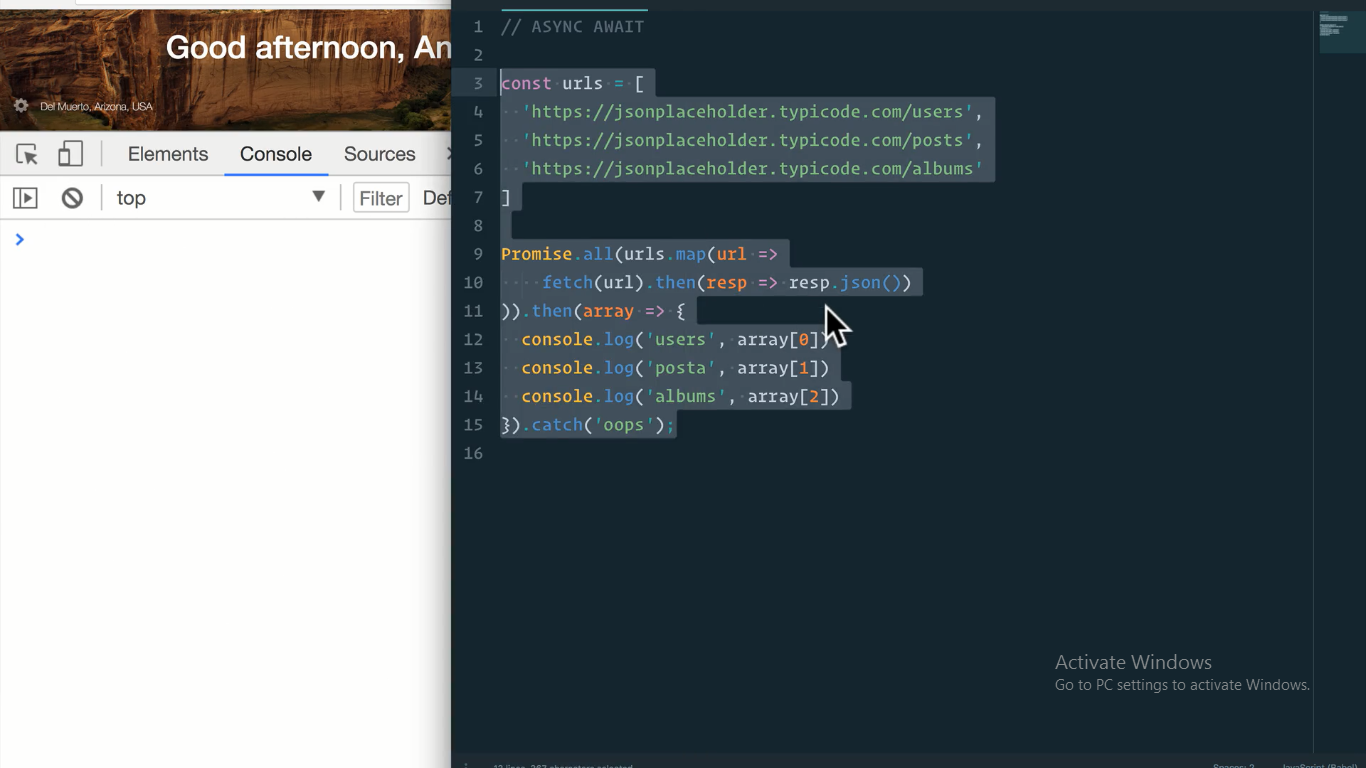 Good afternoon, An
Del Muerto, Arizona, USA
Elements Console Sources
top Filter Def
1 // ASYNC AWAIT
2
3 const urls = [
4 'https://jsonplaceholder.typicode.com/users',
5 'https://jsonplaceholder.typicode.com/posts',
6 'https://jsonplaceholder.typicode.com/albums'
7 ]
8
9 Promise.all(urls.map(url =>
10 fetch(url).then(resp => resp.json())
11 )).then(array => {
12 console.log('users', array[0])
13 console.log('posta', array[1])
14 console.log('albums', array[2])
15 }).catch('oops');
16
Activate Windows
Go to PC settings to activate Windows.